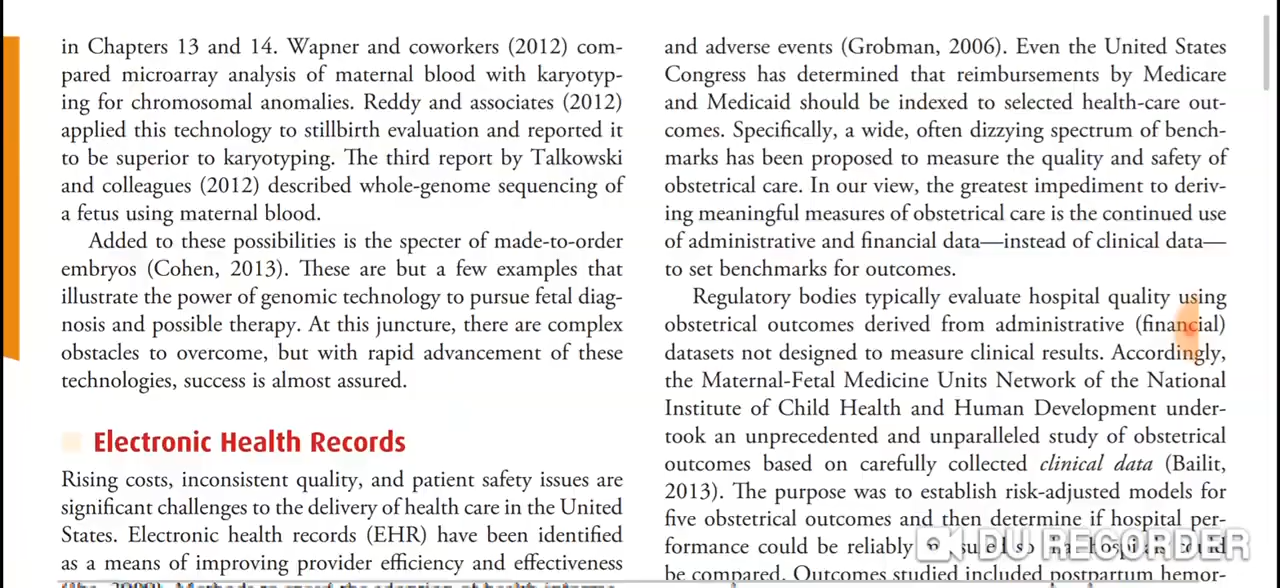 in Chapters 13 and 14. Wapner and coworkers (2012) com-
pared microarray analysis of maternal blood with karyotyp-
ing for chromosomal anomalies. Reddy and associates (2012)
applied this technology to stillbirth evaluation and reported it
to be superior to karyotyping. The third report by Talkowski
and colleagues (2012) described whole-genome sequencing of
a fetus using maternal blood.
Added to these possibilities is the specter of made-to-order
embryos (Cohen, 2013). These are but a few examples that
illustrate the power of genomic technology to pursue fetal diag-
nosis and possible therapy. At this juncture, there are complex
obstacles to overcome, but with rapid advancement of these
technologies, success is almost assured.
Electronic Health Records
Rising costs, inconsistent quality, and patient safety issues are
significant challenges to the delivery of health care in the United
States. Electronic health records (EHR) have been identified
as a means of improving provider efficiency and effectiveness
and adverse events (Grobman, 2006). Even the United States
Congress has determined that reimbursements by Medicare
and Medicaid should be indexed to selected health-care out-
comes. Specifically, a wide, often dizzying spectrum of bench-
marks has been proposed to measure the quality and safety of
obstetrical care. In our view, the greatest impediment to deriv-
ing meaningful measures of obstetrical care is the continued use
of administrative and financial data—instead of clinical data—
to set benchmarks for outcomes.
Regulatory bodies typically evaluate hospital quality using
obstetrical outcomes derived from administrative (financial)
datasets not designed to measure clinical results. Accordingly,
the Maternal-Fetal Medicine Units Network of the National
Institute of Child Health and Human Development under-
took an unprecedented and unparalleled study of obstetrical
outcomes based on carefully collected clinical data (Bailit,
2013). The purpose was to establish risk-adjusted models for
five obstetrical outcomes and then determine if hospital per-
formance could be reliably
be compared. Outcomes studied included postpartum hemor-
DU RECORDER